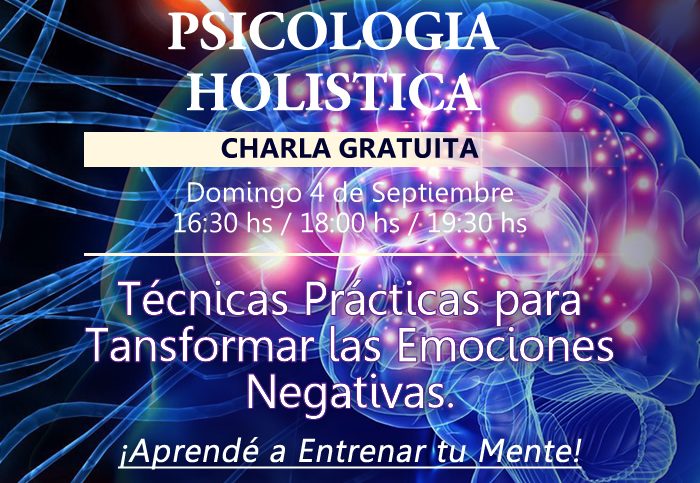 PSICOLOGIA
HOLISTICA
CHARLA GRATUITA
Domingo 4 de Septiembre
16:30 hs / 18:00 hs / 19:30 hs
Técnicas Prácticas para
Tansformar las Emociones
Negativas.
¡Aprendé a Entrenar tu Mente!